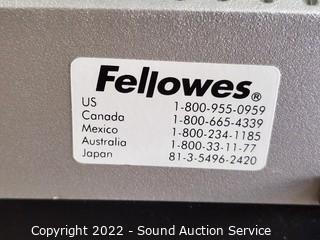 Fellowes®
US 1-800-955-0959
Canada 1-800-665-4339
Mexico 1-800-234-1185
Australia 1-800-33-11-77
Japan 81-3-5496-2420
Copyright 2022 - Sound Auction Service